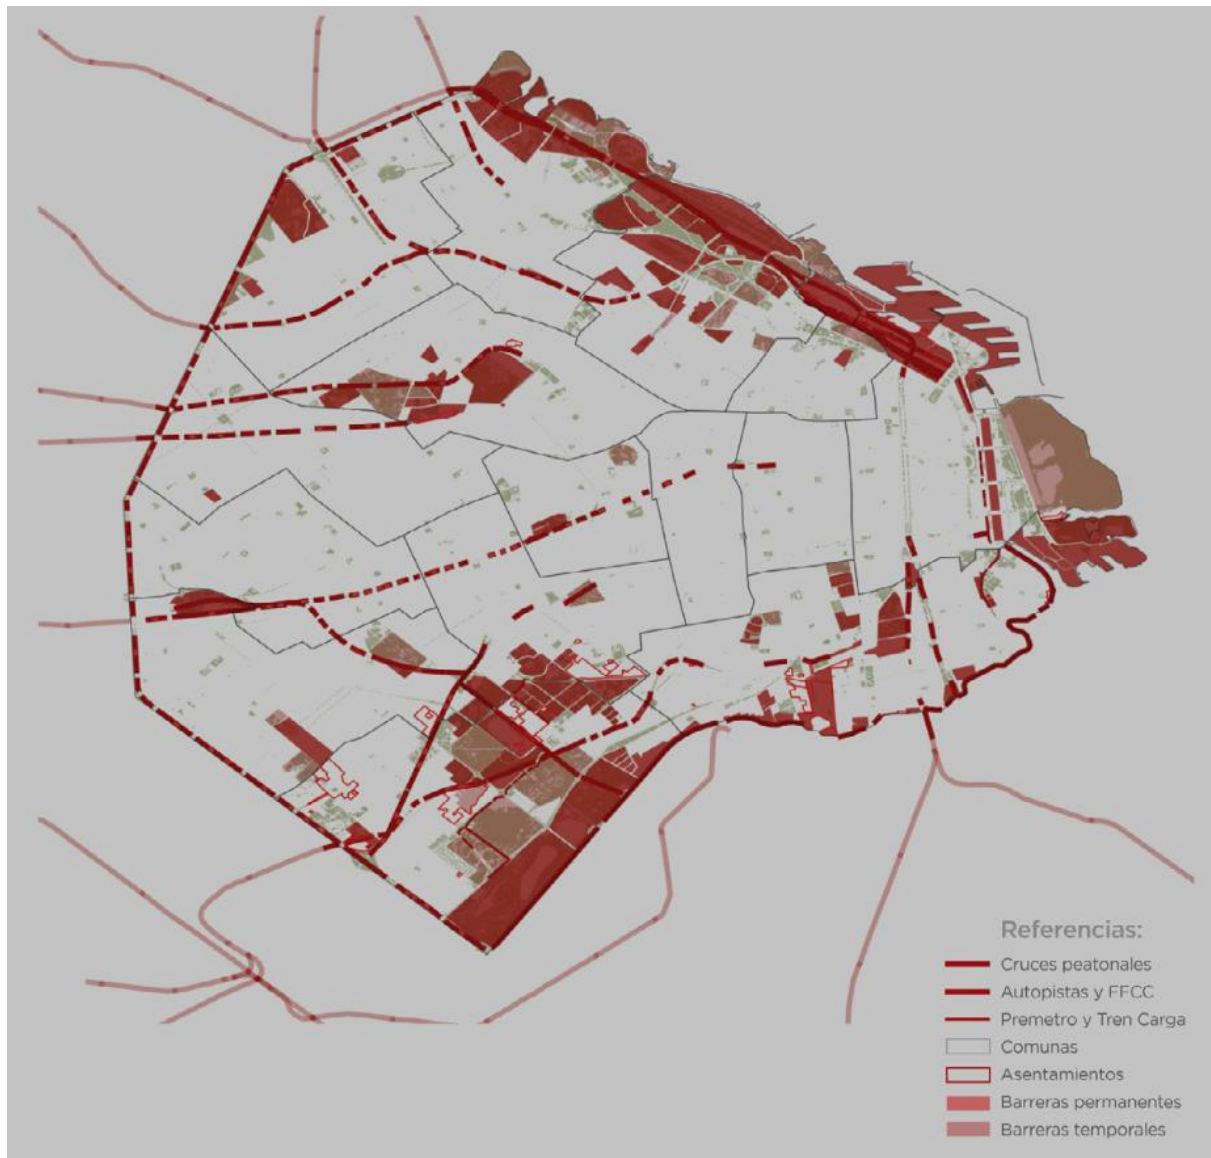 Referencias:
Cruces peatonales
Autopistas y FFCC
Premetro y Tren Carga
Comunas
Asentamientos
Barreras permanentes
Barreras temporales